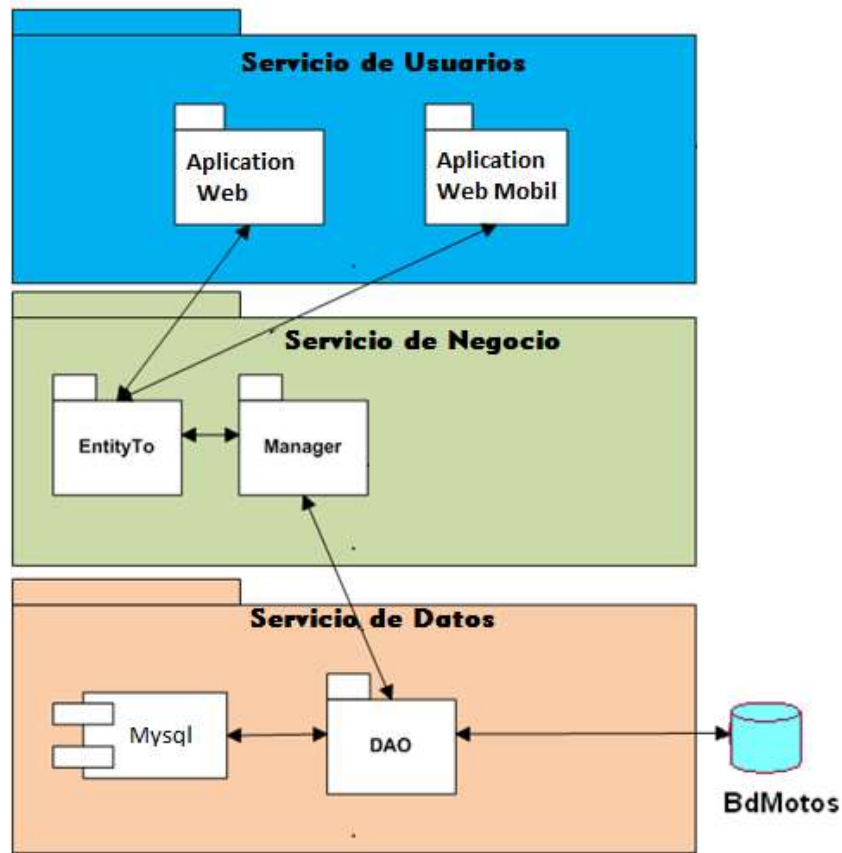 Servicio de Usuarios
Aplication
Web
Aplication
Web Mobil
Servicio de Negocio
EntityTo
Manager
Servicio de Datos
Mysql
DAO
BdMotos